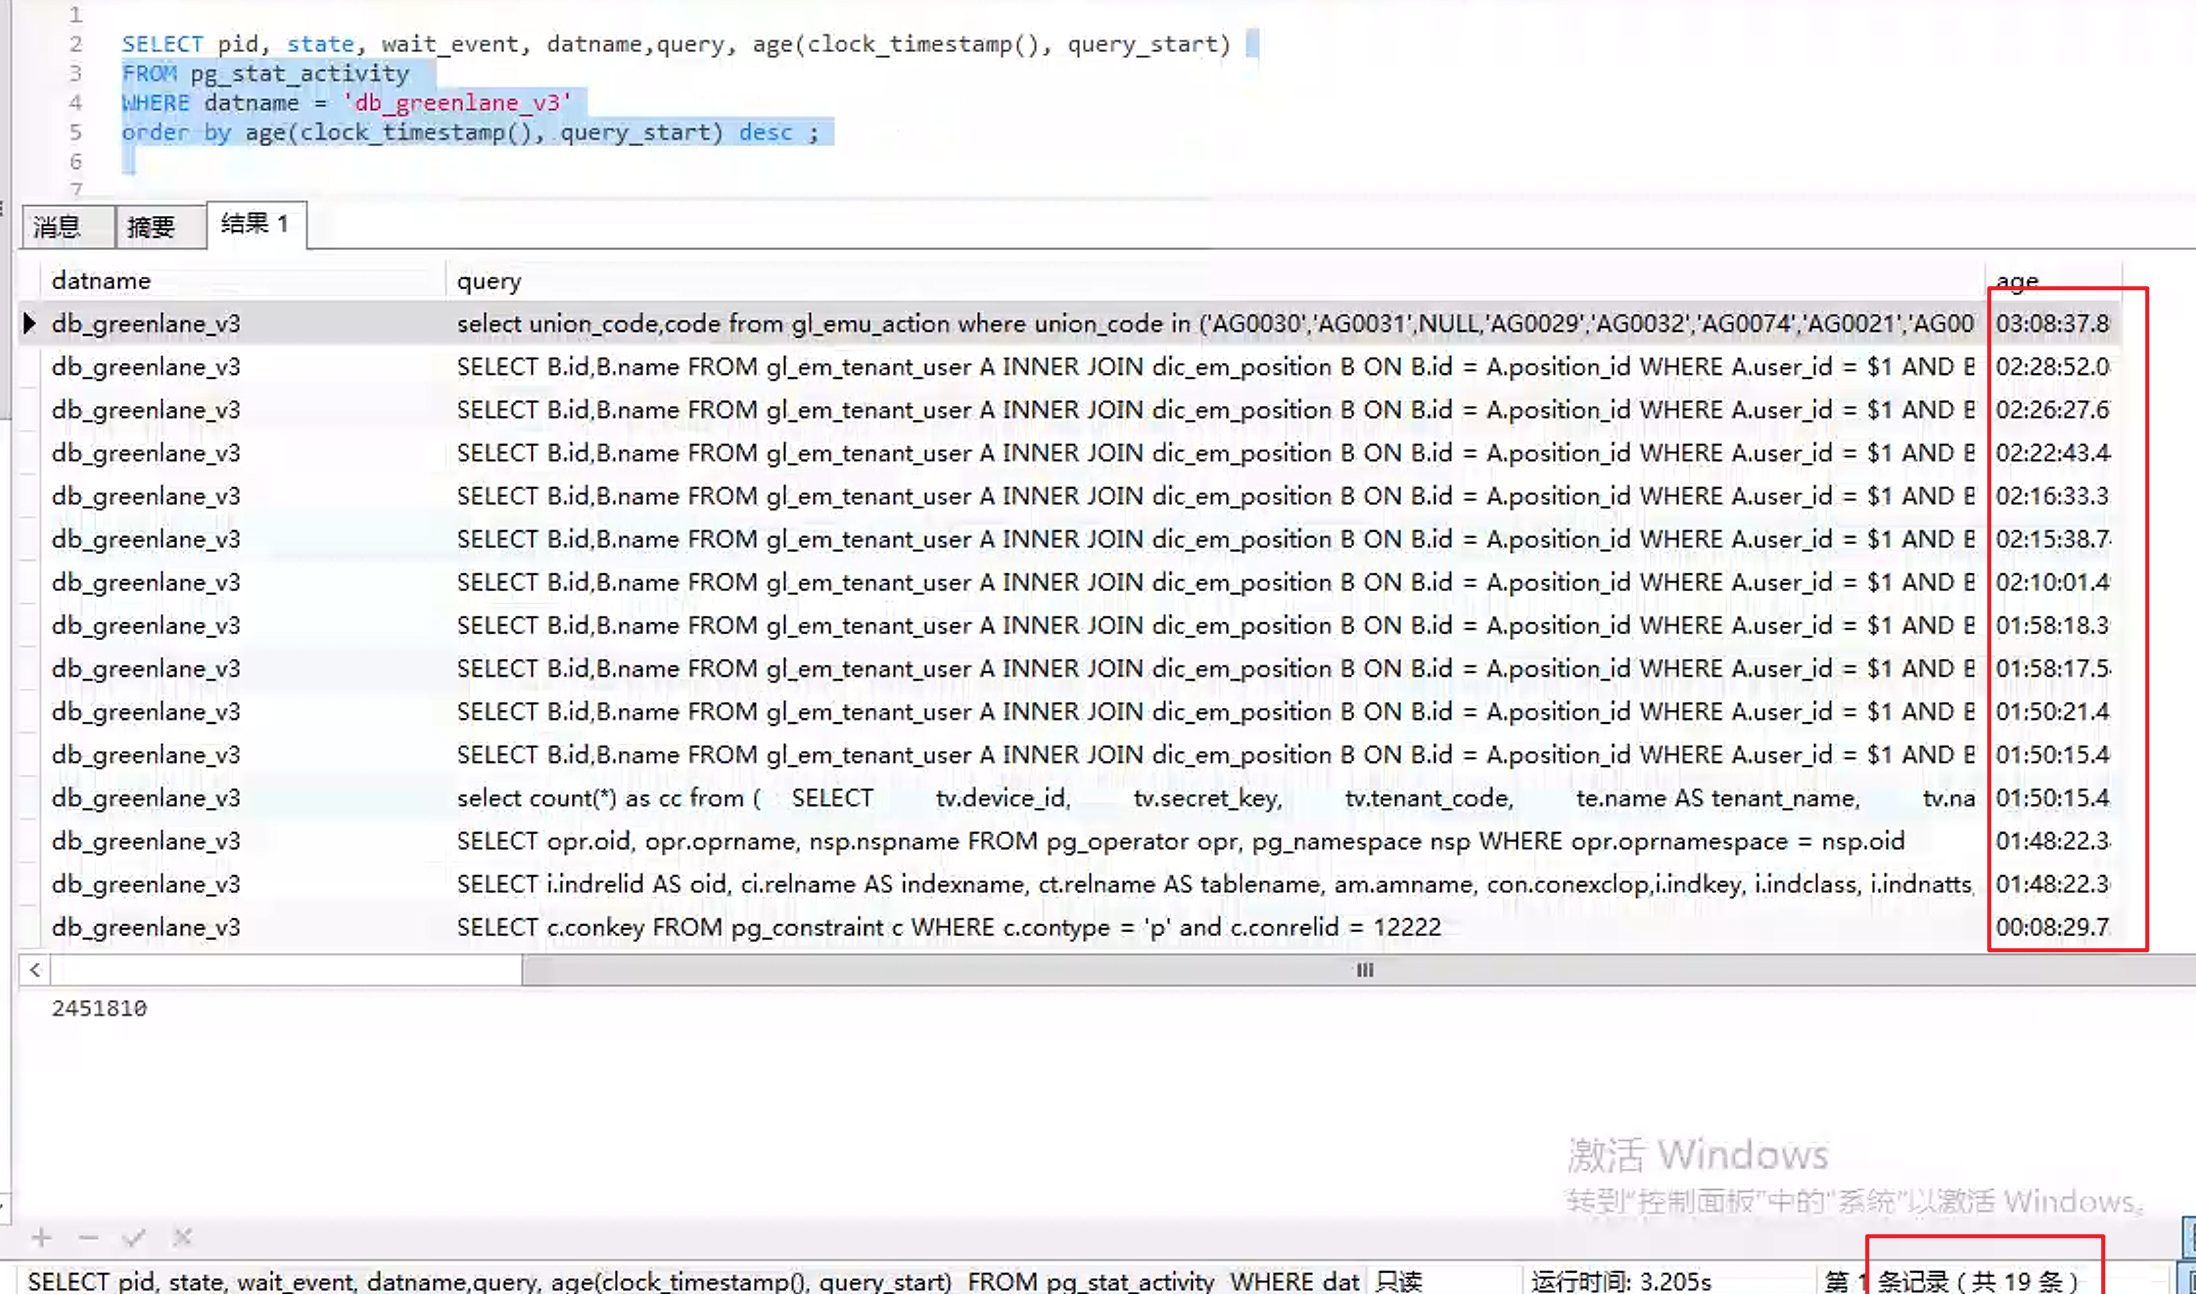 1
2 SELECT pid, state, wait_event, datname,query, age(clock_timestamp(), query_start)
3 FROM pg_stat_activity
4 WHERE datname = 'db_greenlane_v3'
5 order by age(clock_timestamp(), query_start) desc ;
6
7
消息 摘要 结果 1
datname query age
db_greenlane_v3 select union_code,code from gl_emu_action where union_code in ('AG0030','AG0031',NULL,'AG0029','AG0032','AG0074','AG0021','AG00 03:08:37.8
db_greenlane_v3 SELECT B.id,B.name FROM gl_em_tenant_user A INNER JOIN dic_em_position B ON B.id = A.position_id WHERE A.user_id = $1 AND B 02:28:52.0
db_greenlane_v3 SELECT B.id,B.name FROM gl_em_tenant_user A INNER JOIN dic_em_position B ON B.id = A.position_id WHERE A.user_id = $1 AND B 02:26:27.6
db_greenlane_v3 SELECT B.id,B.name FROM gl_em_tenant_user A INNER JOIN dic_em_position B ON B.id = A.position_id WHERE A.user_id = $1 AND B 02:22:43.4
db_greenlane_v3 SELECT B.id,B.name FROM gl_em_tenant_user A INNER JOIN dic_em_position B ON B.id = A.position_id WHERE A.user_id = $1 AND B 02:16:33.3
db_greenlane_v3 SELECT B.id,B.name FROM gl_em_tenant_user A INNER JOIN dic_em_position B ON B.id = A.position_id WHERE A.user_id = $1 AND B 02:15:38.7
db_greenlane_v3 SELECT B.id,B.name FROM gl_em_tenant_user A INNER JOIN dic_em_position B ON B.id = A.position_id WHERE A.user_id = $1 AND B 02:10:01.4
db_greenlane_v3 SELECT B.id,B.name FROM gl_em_tenant_user A INNER JOIN dic_em_position B ON B.id = A.position_id WHERE A.user_id = $1 AND B 01:58:18.3
db_greenlane_v3 SELECT B.id,B.name FROM gl_em_tenant_user A INNER JOIN dic_em_position B ON B.id = A.position_id WHERE A.user_id = $1 AND B 01:58:17.5
db_greenlane_v3 SELECT B.id,B.name FROM gl_em_tenant_user A INNER JOIN dic_em_position B ON B.id = A.position_id WHERE A.user_id = $1 AND B 01:50:21.4
db_greenlane_v3 SELECT B.id,B.name FROM gl_em_tenant_user A INNER JOIN dic_em_position B ON B.id = A.position_id WHERE A.user_id = $1 AND B 01:50:15.4
db_greenlane_v3 select count(*) as cc from ( SELECT tv.device_id, tv.secret_key, tv.tenant_code, te.name AS tenant_name, tv.na 01:50:15.4
db_greenlane_v3 SELECT opr.oid, opr.oprname, nsp.nspname FROM pg_operator opr, pg_namespace nsp WHERE opr.oprnamespace = nsp.oid 01:48:22.3
db_greenlane_v3 SELECT i.indrelid AS oid, ci.relname AS indexname, ct.relname AS tablename, am.amname, con.conexclop,i.indkey, i.indclass, i.indnatts, 01:48:22.3
db_greenlane_v3 SELECT c.conkey FROM pg_constraint c WHERE c.contype = 'p' and c.conrelid = 12222 00:08:29.7
2451810
激活 Windows
转到“控制面板”中的“系统”以激活 Windows。
SELECT pid, state, wait_event, datname,query, age(clock_timestamp(), query_start) FROM pg_stat_activity WHERE dat 只读 运行时间: 3.205s 第 1 条记录 ( 共 19 条 )